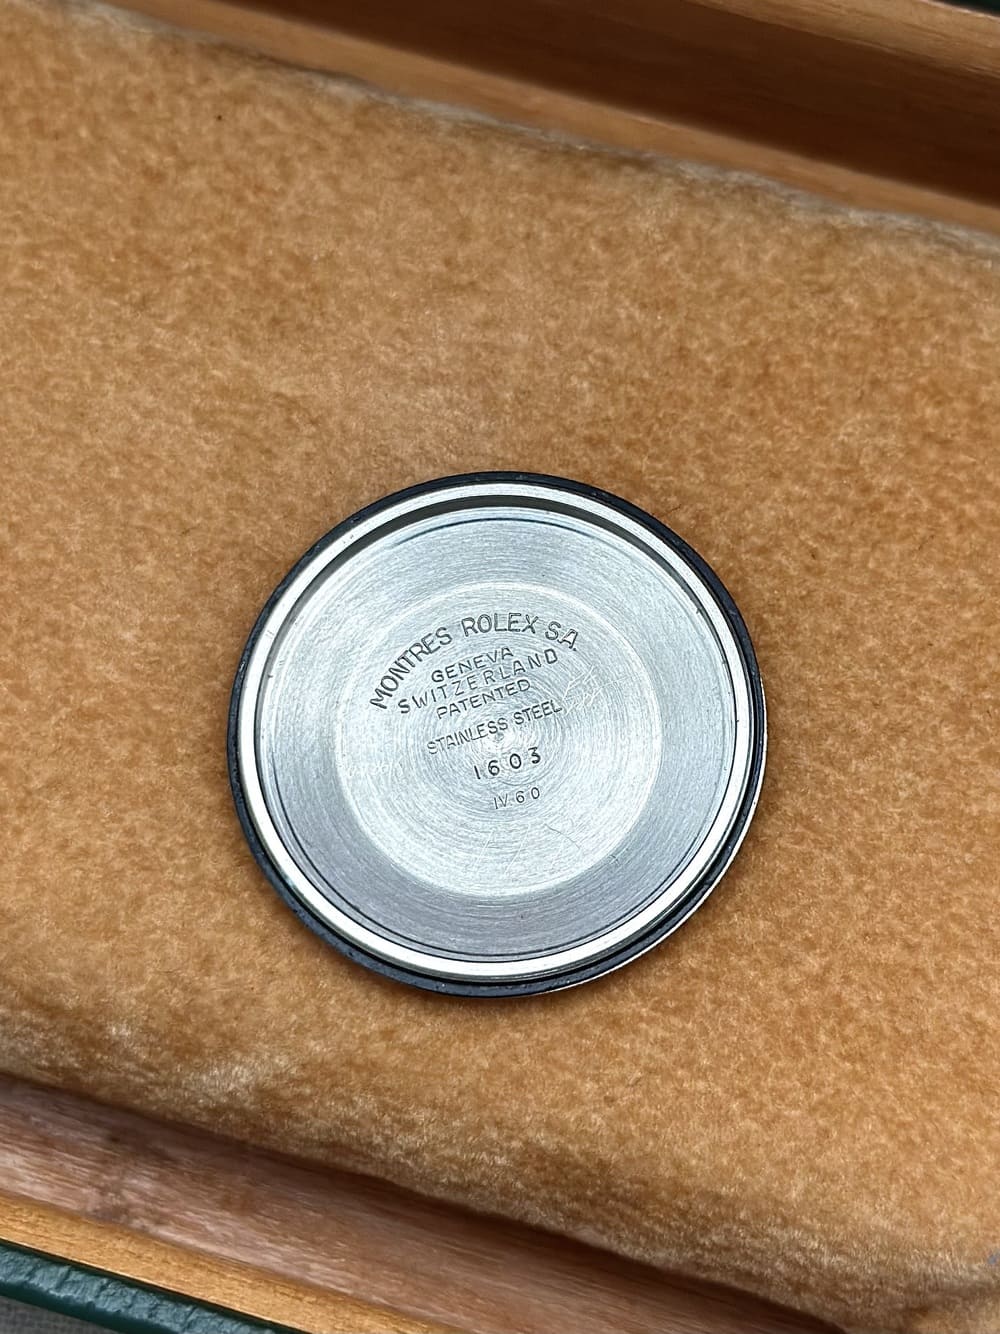 MONTRES ROLEX S.A.
GENEVA
SWITZERLAND
PATENTED
STAINLESS STEEL
1603
IV.60